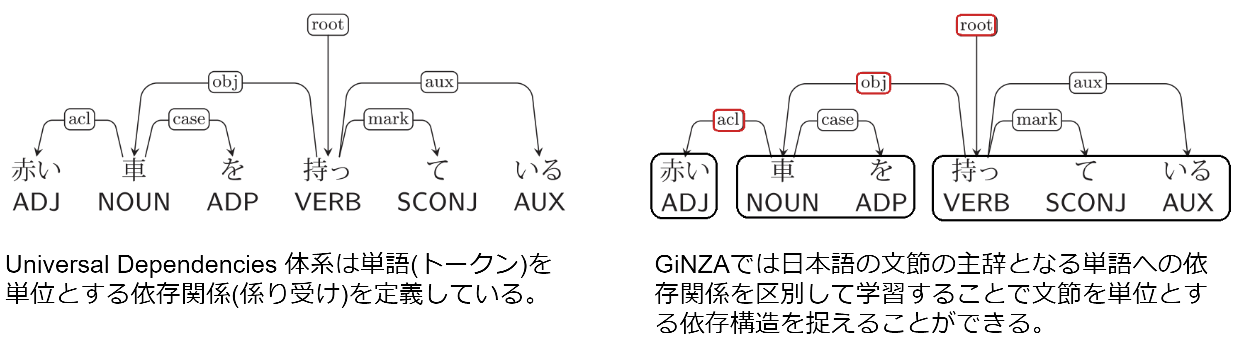 root
obj aux
acl case mark
赤い 車 を 持っ て いる
ADJ NOUN ADP VERB SCONJ AUX
Universal Dependencies 体系は単語(トークン)を
単位とする依存関係(係り受け)を定義している。
root
obj aux
acl case mark
赤い 車 を 持っ て いる
ADJ NOUN ADP VERB SCONJ AUX
GiNZAでは日本語の文節の主辞となる単語への依
存関係を区別して学習することで文節を単位とす
る依存構造を捉えることができる。